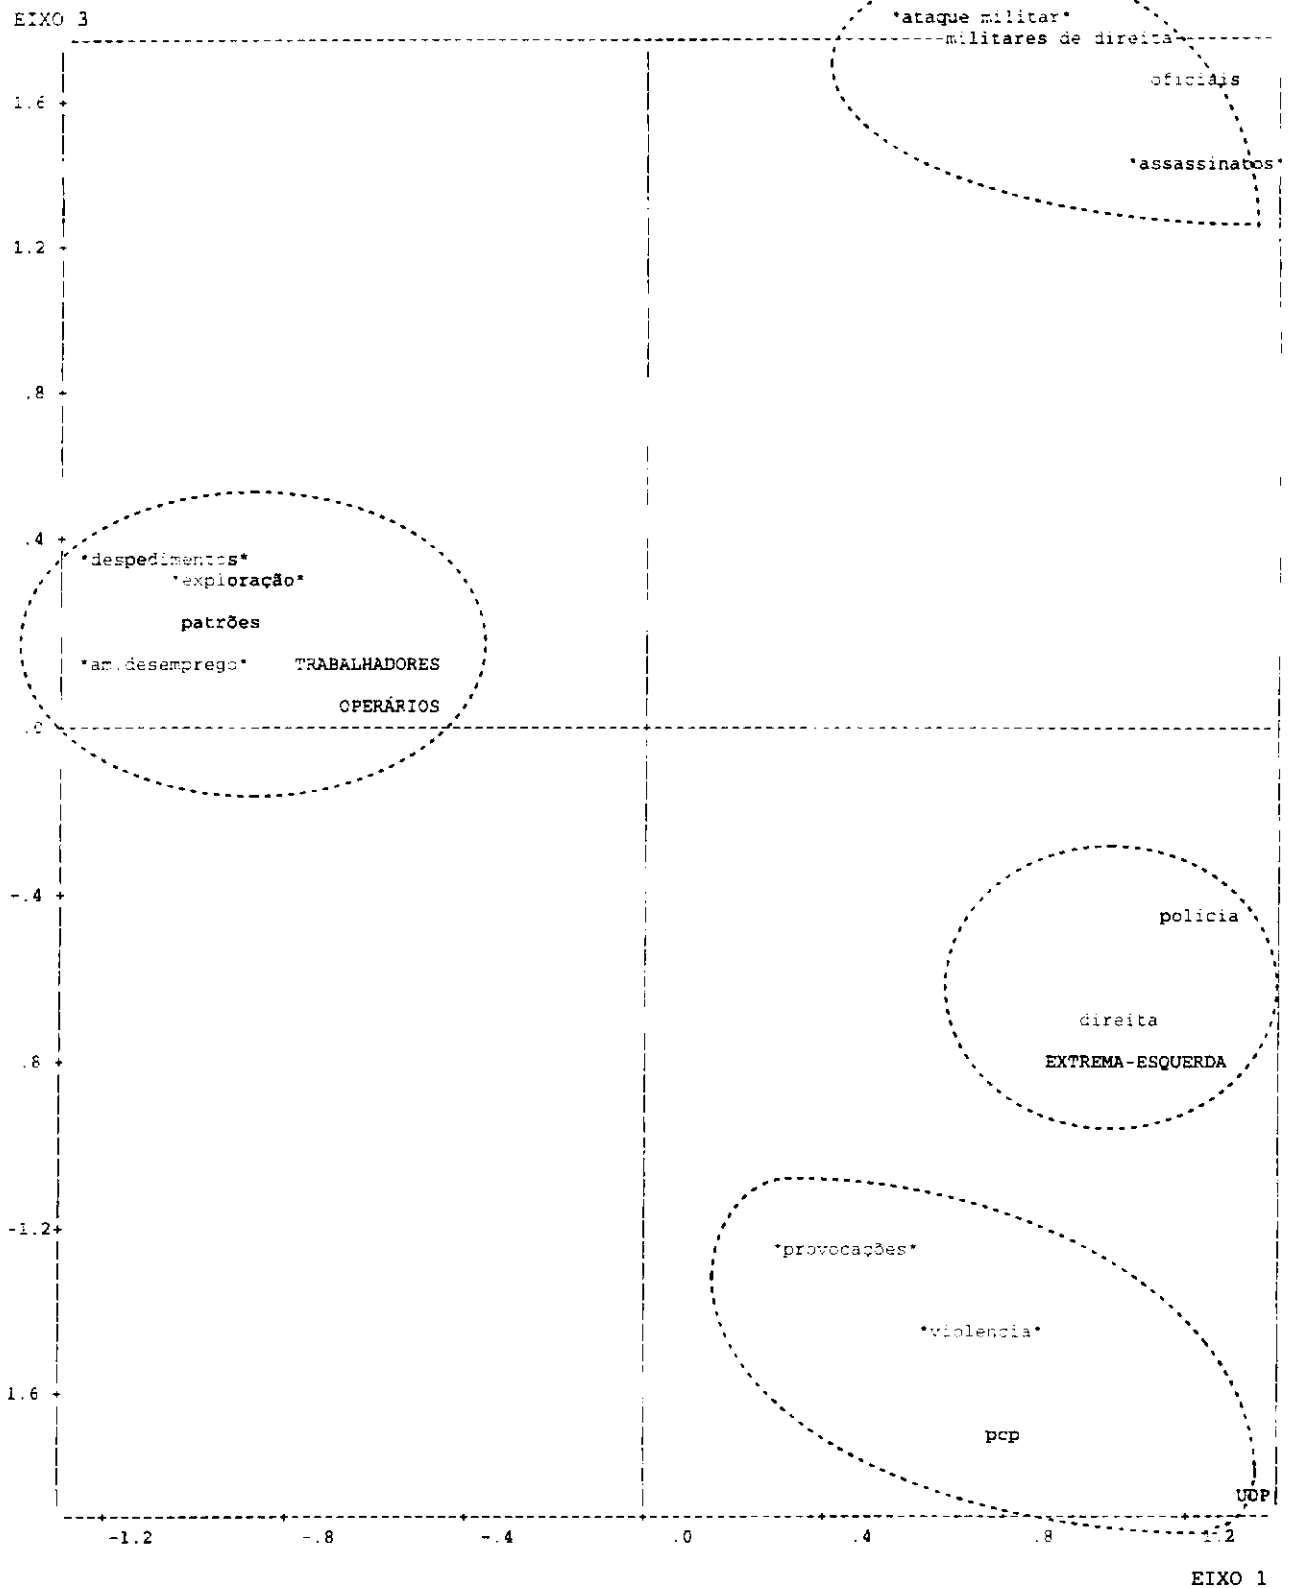 EIXO 3
*ataque militar*
militares de direita
oficiais
1.6
*assassinatos*
1.2
.8
.4
*despedimentos*
*exploração*
patrões
*am.desemprego* TRABALHADORES
OPERÁRIOS
.0
-.4
polícia
direita
.8
EXTREMA-ESQUERDA
-1.2
*provocações*
*violencia*
1.6
pcp
UDP
-1.2 -.8 -.4 .0 .4 .8 1.2
EIXO 1